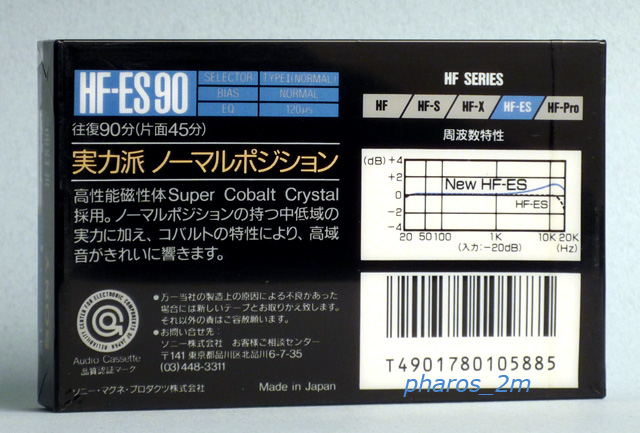 HF-ES90
SELECTOR TYPE I (NORMAL)
BIAS NORMAL
EQ 120μs
往復90分(片面45分)
実力派 ノーマルポジション
高性能磁性体Super Cobalt Crystal
採用。ノーマルポジションの持つ中低域の
実力に加え、コバルトの特性により、高域
音がきれいに響きます。
HF SERIES
HF HF-S HF-X HF-ES HF-Pro
周波数特性
(dB) +4
+2
0
-2
-4
New HF-ES
HF-ES
20 50 100 1K 10K 20K
(入力:-20dB) (Hz)
RELIABILITY CENTER FOR ELECTRONIC COMPONENTS OF JAPAN
Audio Cassette
品質認証マーク
●万一当社の製造上の原因による不良かあった
場合には新しいテープとお取りかえ致します。
それ以外の責はご容赦願います。
●お問い合せ先:
ソニー株式会社 お客様ご相談センター
〒141 東京都品川区北品川6-7-35
(03)448-3311
ソニー・マグネ・プロダクツ株式会社
Made in Japan
T4901780105885
pharos_2m